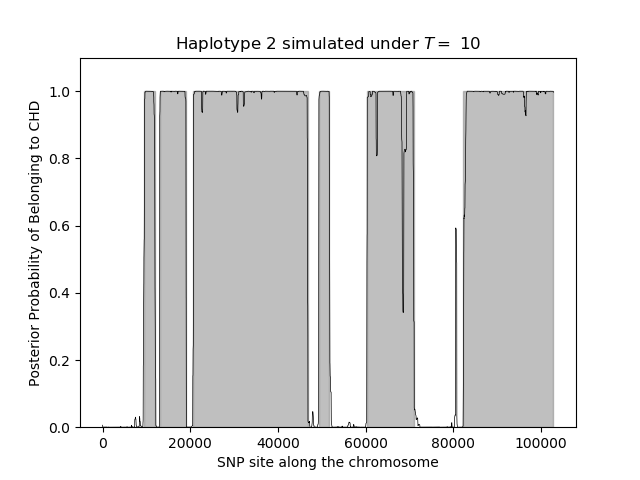 Haplotype 2 simulated under T = 10
Posterior Probability of Belonging to CHD
1.0
0.8
0.6
0.4
0.2
0.0
0 20000 40000 60000 80000 100000
SNP site along the chromosome